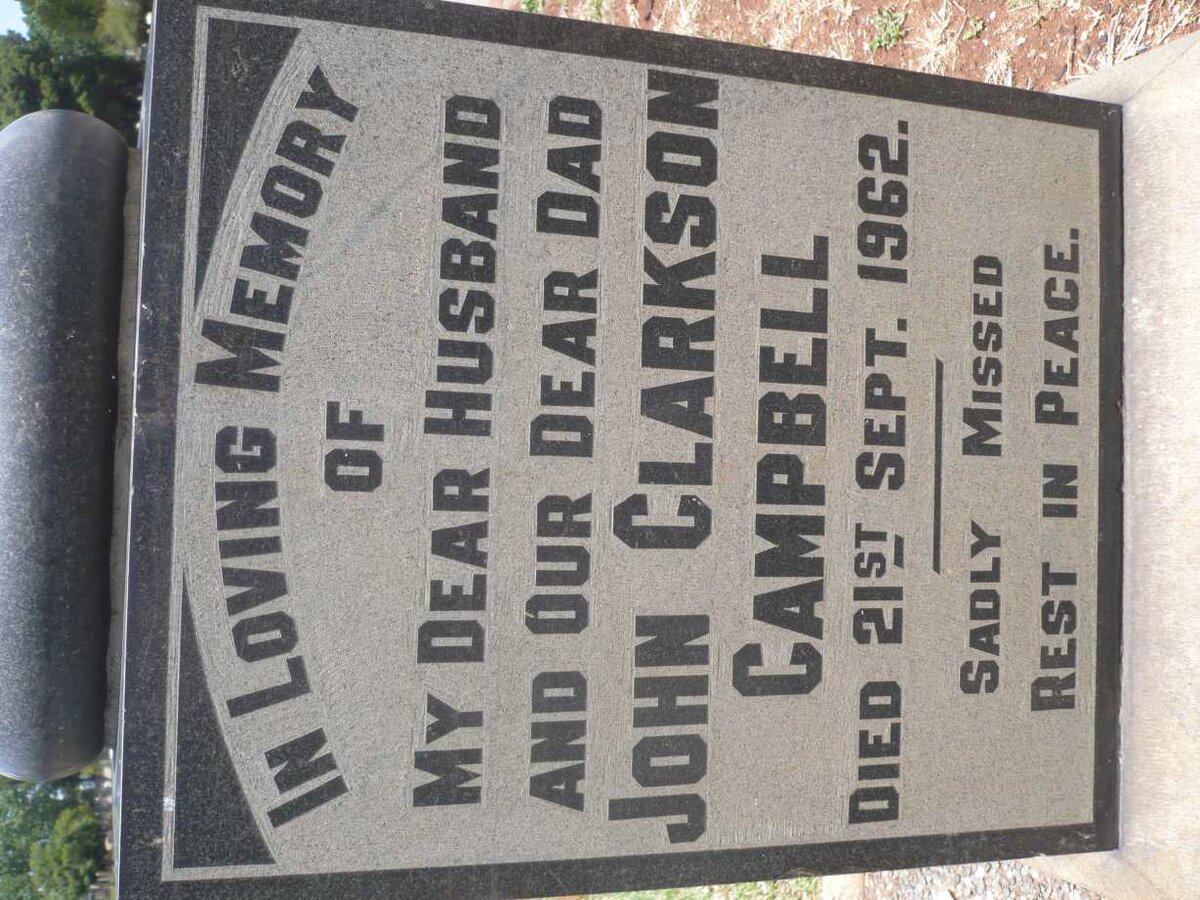 IN LOVING MEMORY
OF
MY DEAR HUSBAND
AND OUR DEAR DAD
JOHN CLARKSON
CAMPBELL
DIED 21ST SEPT. 1962.
SADLY MISSED
REST IN PEACE.